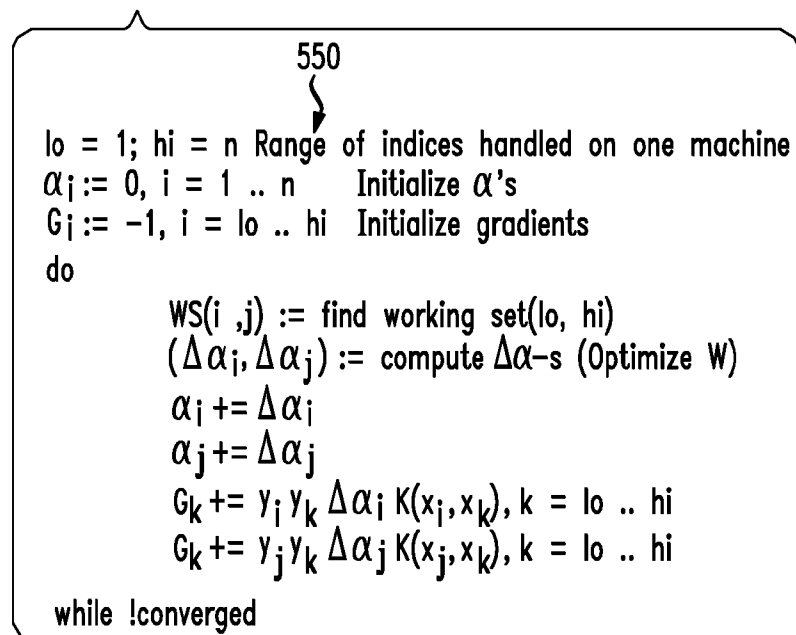 550
lo = 1; hi = n Range of indices handled on one machine
αi := 0, i = 1 .. n Initialize α's
Gi := -1, i = lo .. hi Initialize gradients
do
WS(i ,j) := find working set(lo, hi)
(Δαi, Δαj) := compute Δα-s (Optimize W)
αi += Δαi
αj += Δαj
Gk += yi yk Δαi K(xi, xk), k = lo .. hi
Gk += yj yk Δαj K(xj, xk), k = lo .. hi
while !converged